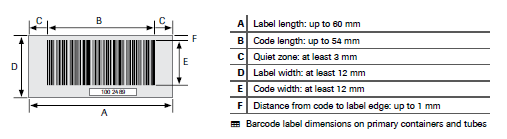 C B C
F
D
E
100 24 89
A
A Label length: up to 60 mm
B Code length: up to 54 mm
C Quiet zone: at least 3 mm
D Label width: at least 12 mm
E Code width: at least 12 mm
F Distance from code to label edge: up to 1 mm
Barcode label dimensions on primary containers and tubes